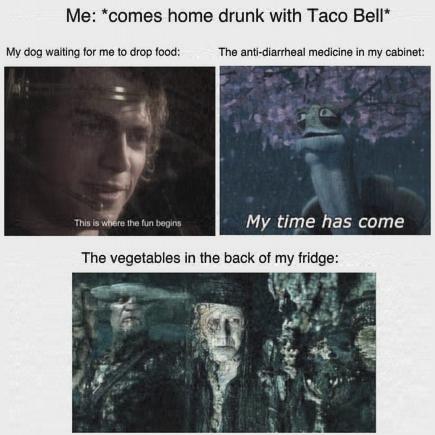 Me: *comes home drunk with Taco Bell*
My dog waiting for me to drop food:
The anti-diarrheal medicine in my cabinet:
This is where the fun begins
My time has come
The vegetables in the back of my fridge: